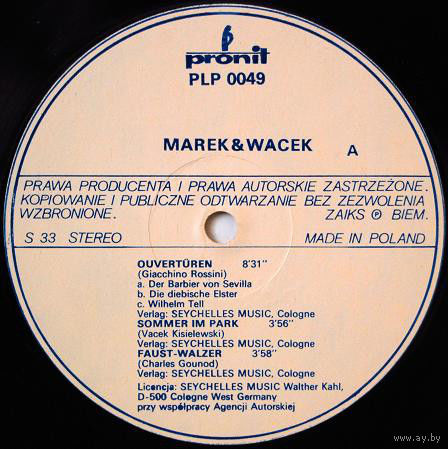 pronit
PLP 0049
MAREK & WACEK
A
PRAWA PRODUCENTA I PRAWA AUTORSKIE ZASTRZEŻONE.
KOPIOWANIE I PUBLICZNE ODTWARZANIE BEZ ZEZWOLENIA
WZBRONIONE. ZAIKS Ⓟ BIEM.
S 33 STEREO MADE IN POLAND
OUVERTÜREN 8'31''
(Giacchino Rossini)
a. Der Barbier von Sevilla
b. Die diebische Elster
c. Wilhelm Tell
Verlag: SEYCHELLES MUSIC, Cologne
SOMMER IM PARK 3'56''
(Vacek Kisielewski)
Verlag: SEYCHELLES MUSIC, Cologne
FAUST-WALZER 3'58''
(Charles Gounod)
Verlag: SEYCHELLES MUSIC, Cologne
Licencja: SEYCHELLES MUSIC Walther Kahl,
D-500 Cologne West Germany
przy współpracy Agencji Autorskiej
www.ay.by